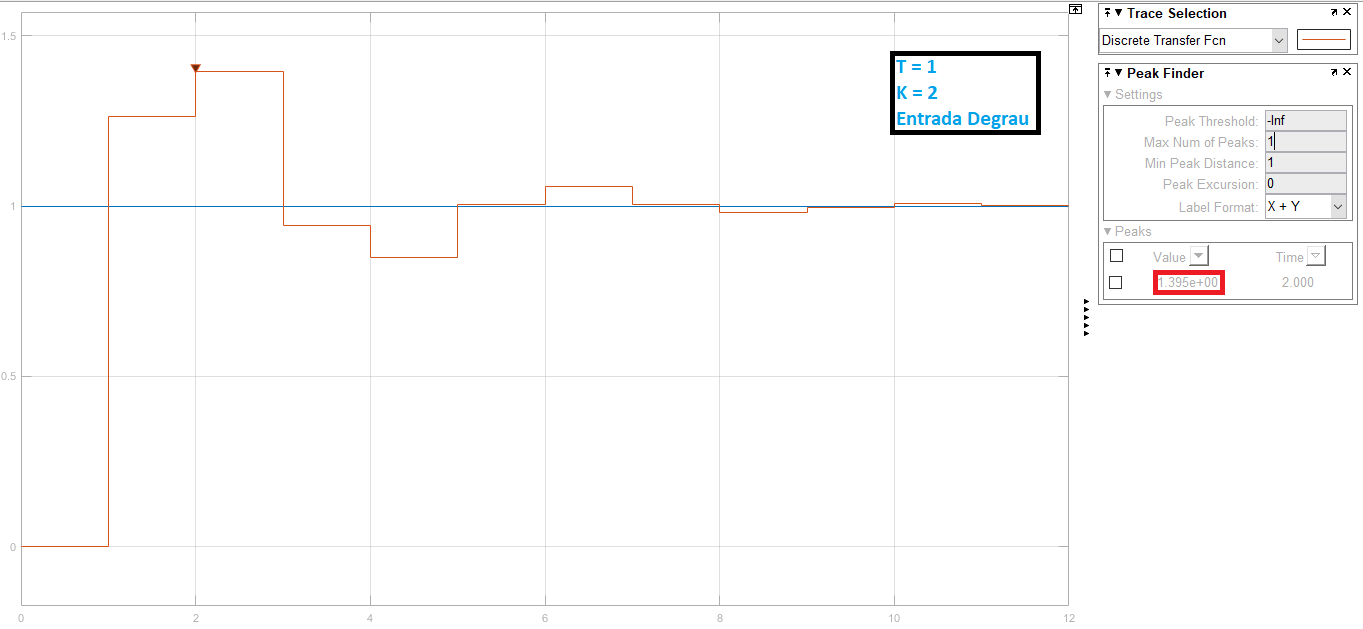 1.5
1
0.5
0
0
2
4
6
8
10
12
T = 1
K = 2
Entrada Degrau
Trace Selection
Discrete Transfer Fcn
Peak Finder
Settings
Peak Threshold: -Inf
Max Num of Peaks: 1
Min Peak Distance: 1
Peak Excursion: 0
Label Format: X + Y
Peaks
Value Time
1.395e+00 2.000